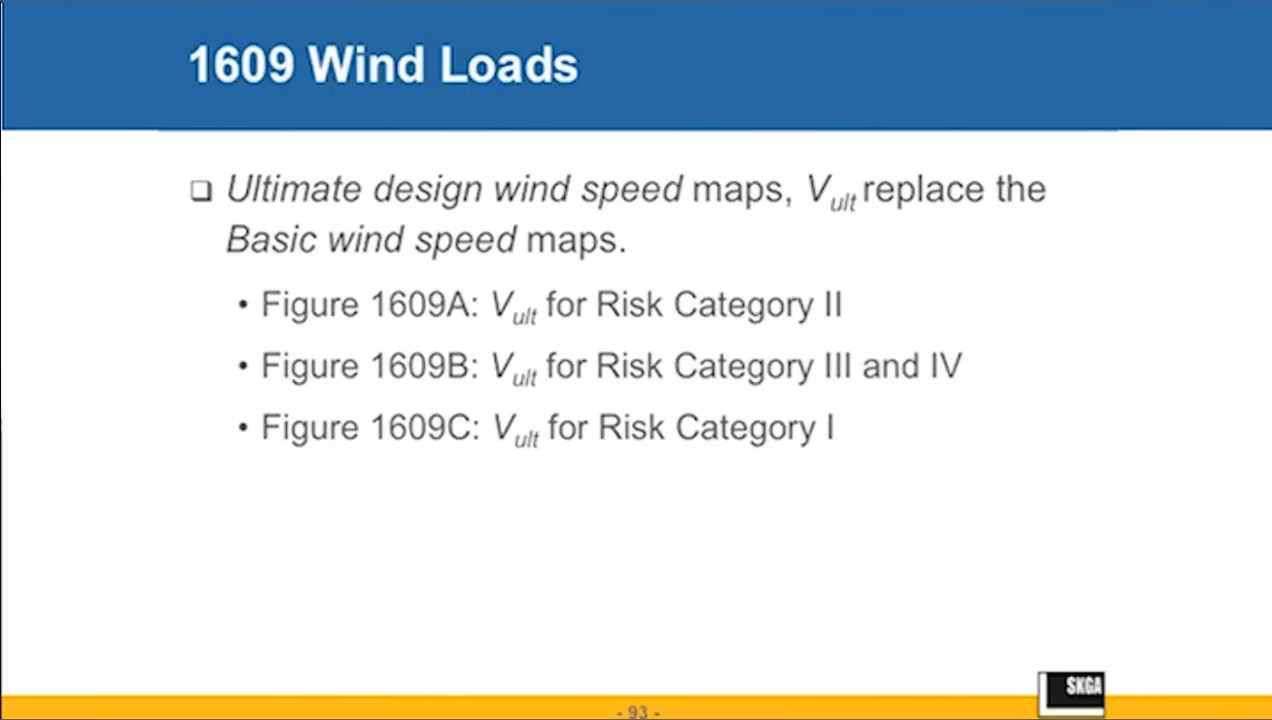 1609 Wind Loads
❑ Ultimate design wind speed maps, Vult replace the
Basic wind speed maps.
• Figure 1609A: Vult for Risk Category II
• Figure 1609B: Vult for Risk Category III and IV
• Figure 1609C: Vult for Risk Category I
SKGA
- 93 -